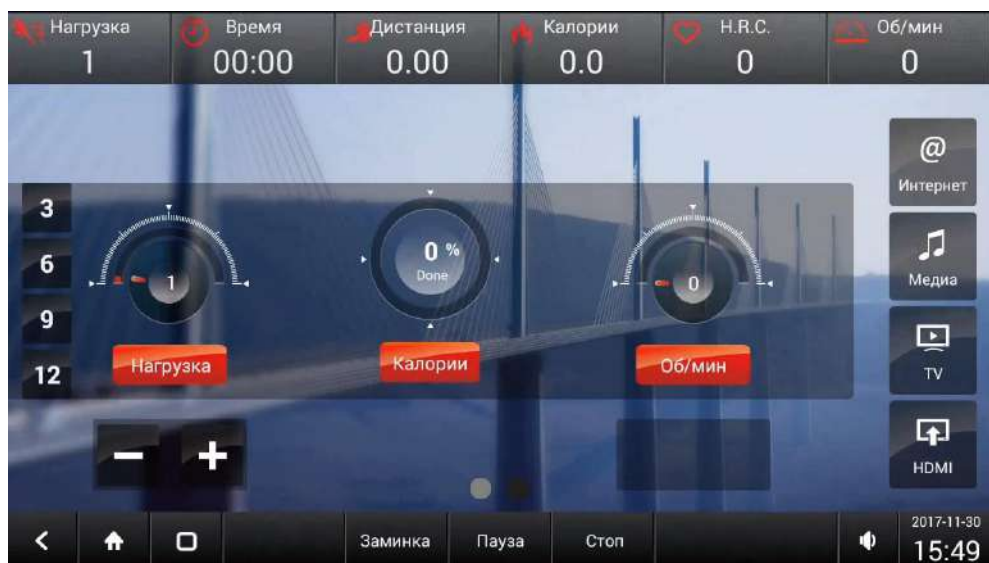 Нагрузка
1
Время
00:00
Дистанция
0.00
Калории
0.0
H.R.C.
0
Об/мин
0
3
6
9
12
1
Нагрузка
0 %
Done
Калории
0
Об/мин
@
Интернет
Медиа
TV
HDMI
Заминка
Пауза
Стоп
2017-11-30
15:49